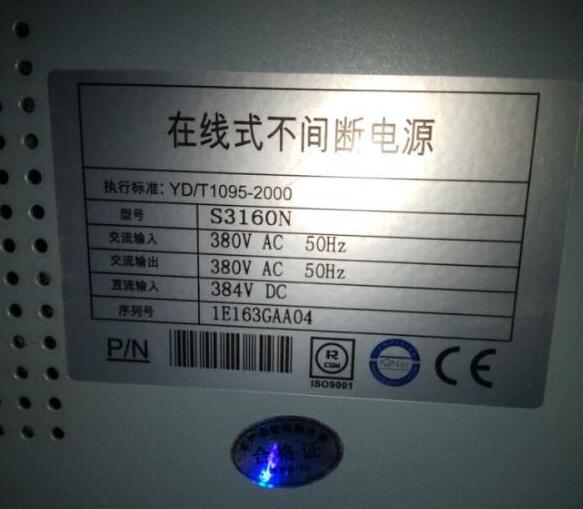 在线式不间断电源
执行标准: YD/T1095-2000
型号 S3160N
交流输入 380V AC 50Hz
交流输出 380V AC 50Hz
直流输入 384V DC
序列号 1E163GAA04
P/N
R
COM
ISO9001
IQNet
CE
合格证